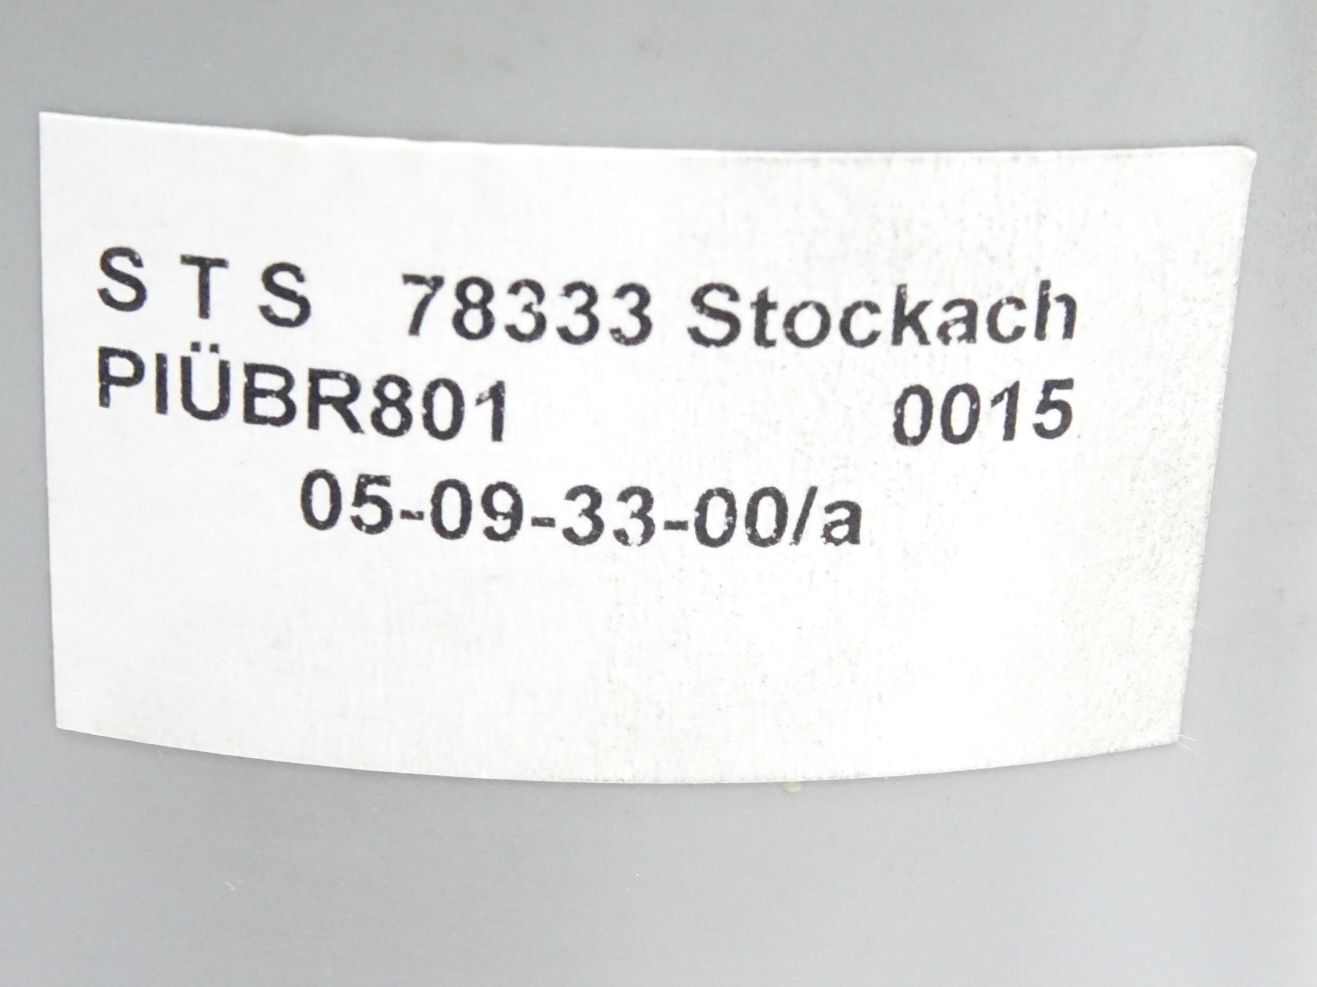 S T S 78333 Stockach
PIÜBR801 0015
05-09-33-00/a